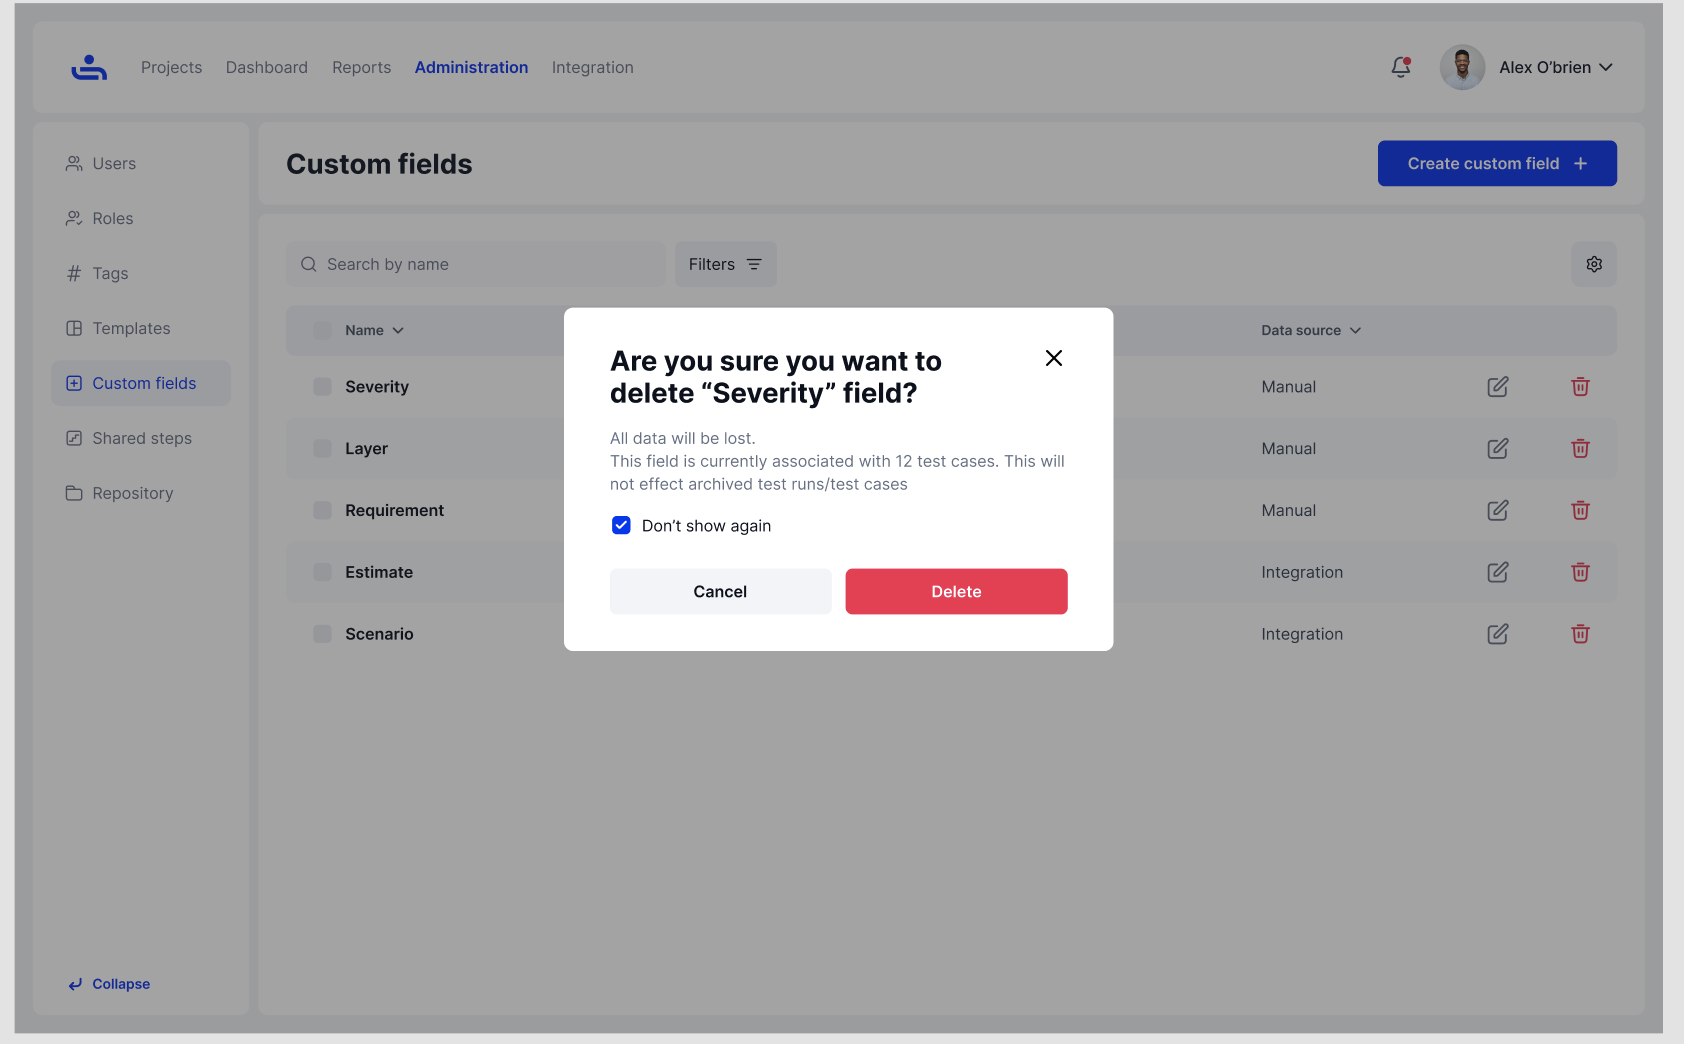 Projects Dashboard Reports Administration Integration
Alex O’brien
Users
Roles
Tags
Templates
Custom fields
Shared steps
Repository
Collapse
Custom fields
Create custom field +
Search by name
Filters
Name
Data source
Severity
Manual
Layer
Manual
Requirement
Manual
Estimate
Integration
Scenario
Integration
Are you sure you want to
delete “Severity” field?
All data will be lost.
This field is currently associated with 12 test cases. This will
not effect archived test runs/test cases
Don’t show again
Cancel
Delete